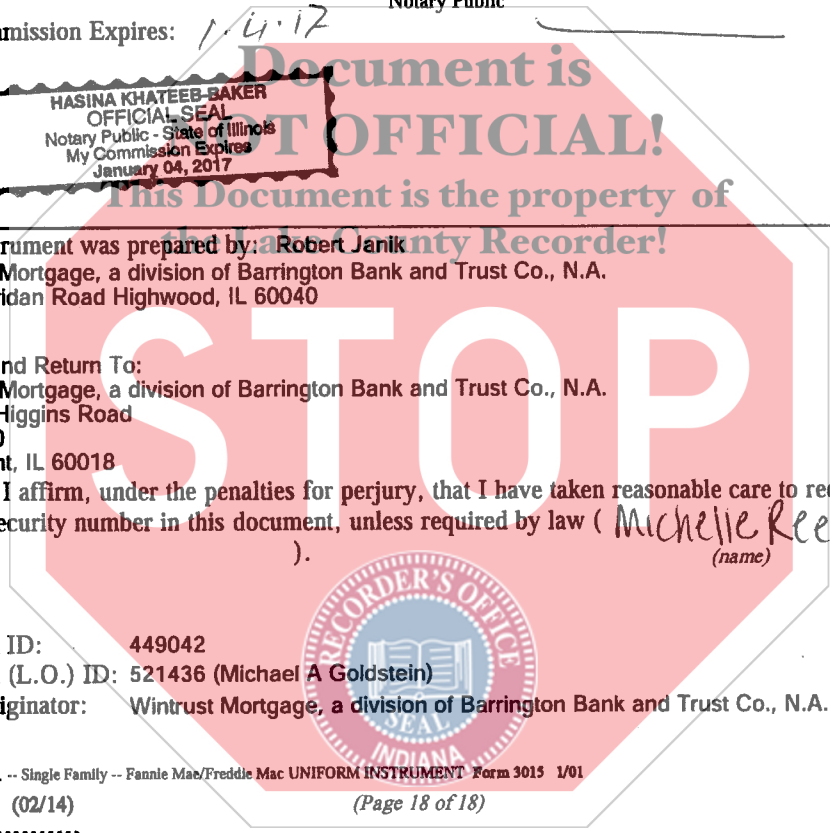 Notary Public
mission Expires: 1.4.17
HASINA KHATEEB-BAKER
OFFICIAL SEAL
Notary Public - State of Illinois
My Commission Expires
January 04, 2017
Document is
NOT OFFICIAL!
This Document is the property of
the Lake County Recorder!
rument was prepared by: Robert Janik
Mortgage, a division of Barrington Bank and Trust Co., N.A.
idan Road Highwood, IL 60040
STOP
nd Return To:
Mortgage, a division of Barrington Bank and Trust Co., N.A.
Higgins Road
0
nt, IL 60018
I affirm, under the penalties for perjury, that I have taken reasonable care to re
ecurity number in this document, unless required by law ( Michelle Ree
(name)
).
RECORDER'S OFFICE
SEAL
INDIANA
ID: 449042
(L.O.) ID: 521436 (Michael A Goldstein)
iginator: Wintrust Mortgage, a division of Barrington Bank and Trust Co., N.A.
-- Single Family -- Fannie Mae/Freddie Mac UNIFORM INSTRUMENT Form 3015 1/01
(02/14) (Page 18 of 18)